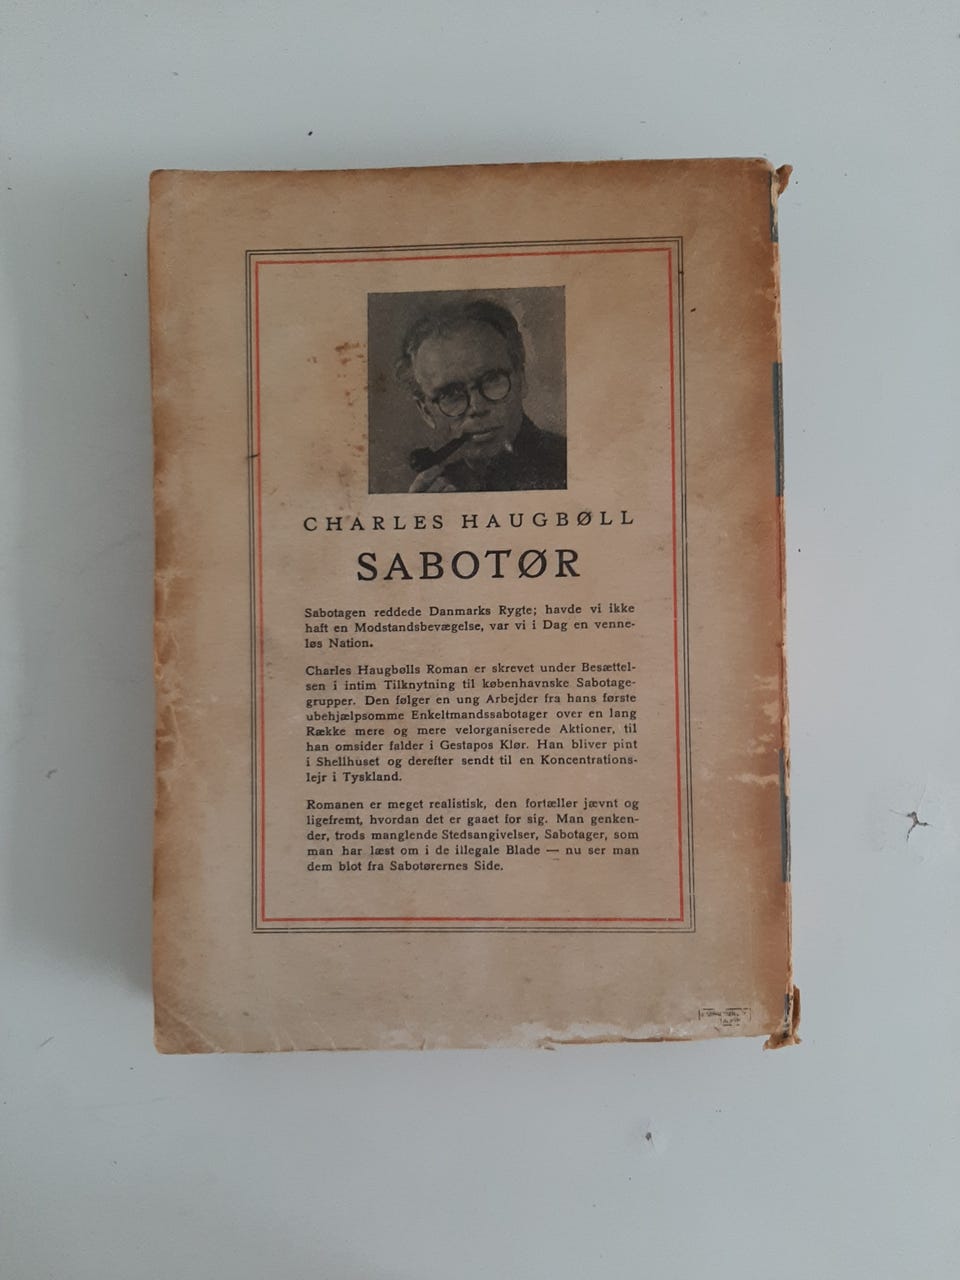 CHARLES HAUGBØLL
SABOTØR
Sabotagen reddede Danmarks Rygte; havde vi ikke
haft en Modstandsbevægelse, var vi i Dag en venne-
løs Nation.
Charles Haugbølls Roman er skrevet under Besættel-
sen i intim Tilknytning til københavnske Sabotage-
grupper. Den følger en ung Arbejder fra hans første
ubehjælpsomme Enkeltmandssabotager over en lang
Række mere og mere velorganiserede Aktioner, til
han omsider falder i Gestapos Klør. Han bliver pint
i Shellhuset og derefter sendt til en Koncentrations-
lejr i Tyskland.
Romanen er meget realistisk, den fortæller jævnt og
ligefremt, hvordan det er gaaet for sig. Man genken-
der, trods manglende Stedsangivelser, Sabotager, som
man har læst om i de illegale Blade — nu ser man
dem blot fra Sabotørernes Side.